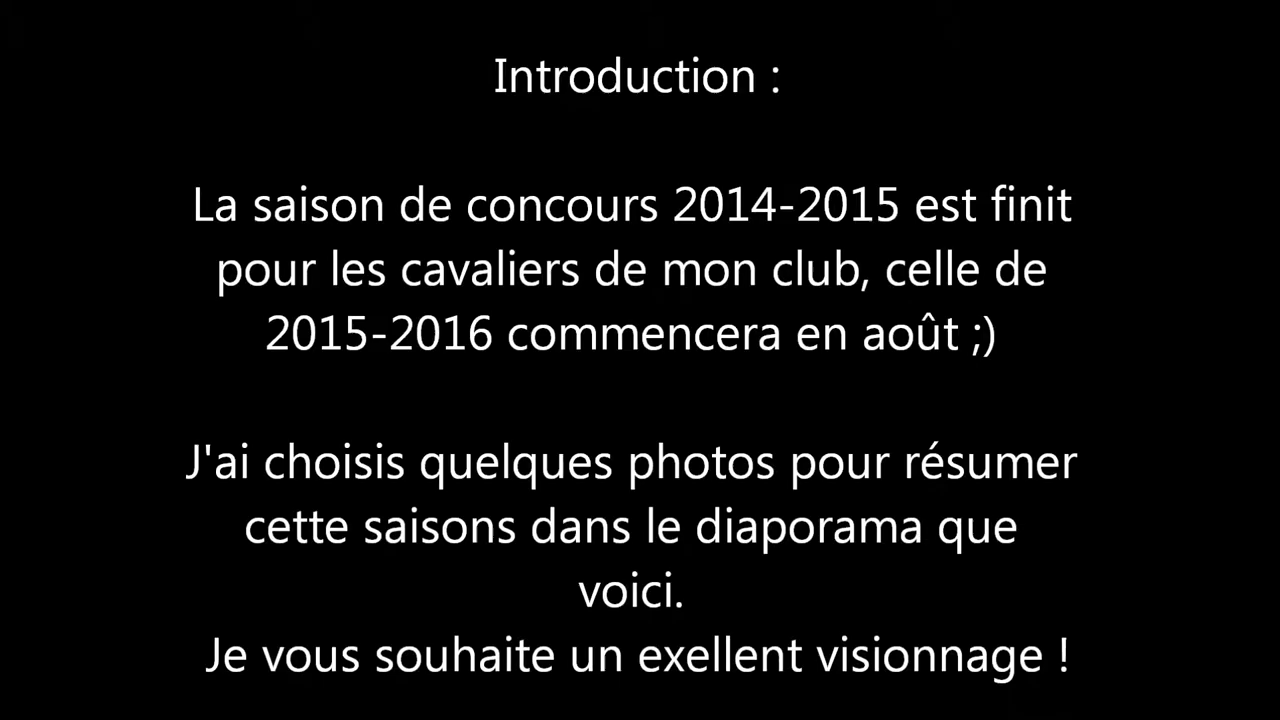 Introduction :
La saison de concours 2014-2015 est finit
pour les cavaliers de mon club, celle de
2015-2016 commencera en août ;)
J'ai choisis quelques photos pour résumer
cette saisons dans le diaporama que
voici.
Je vous souhaite un exellent visionnage !